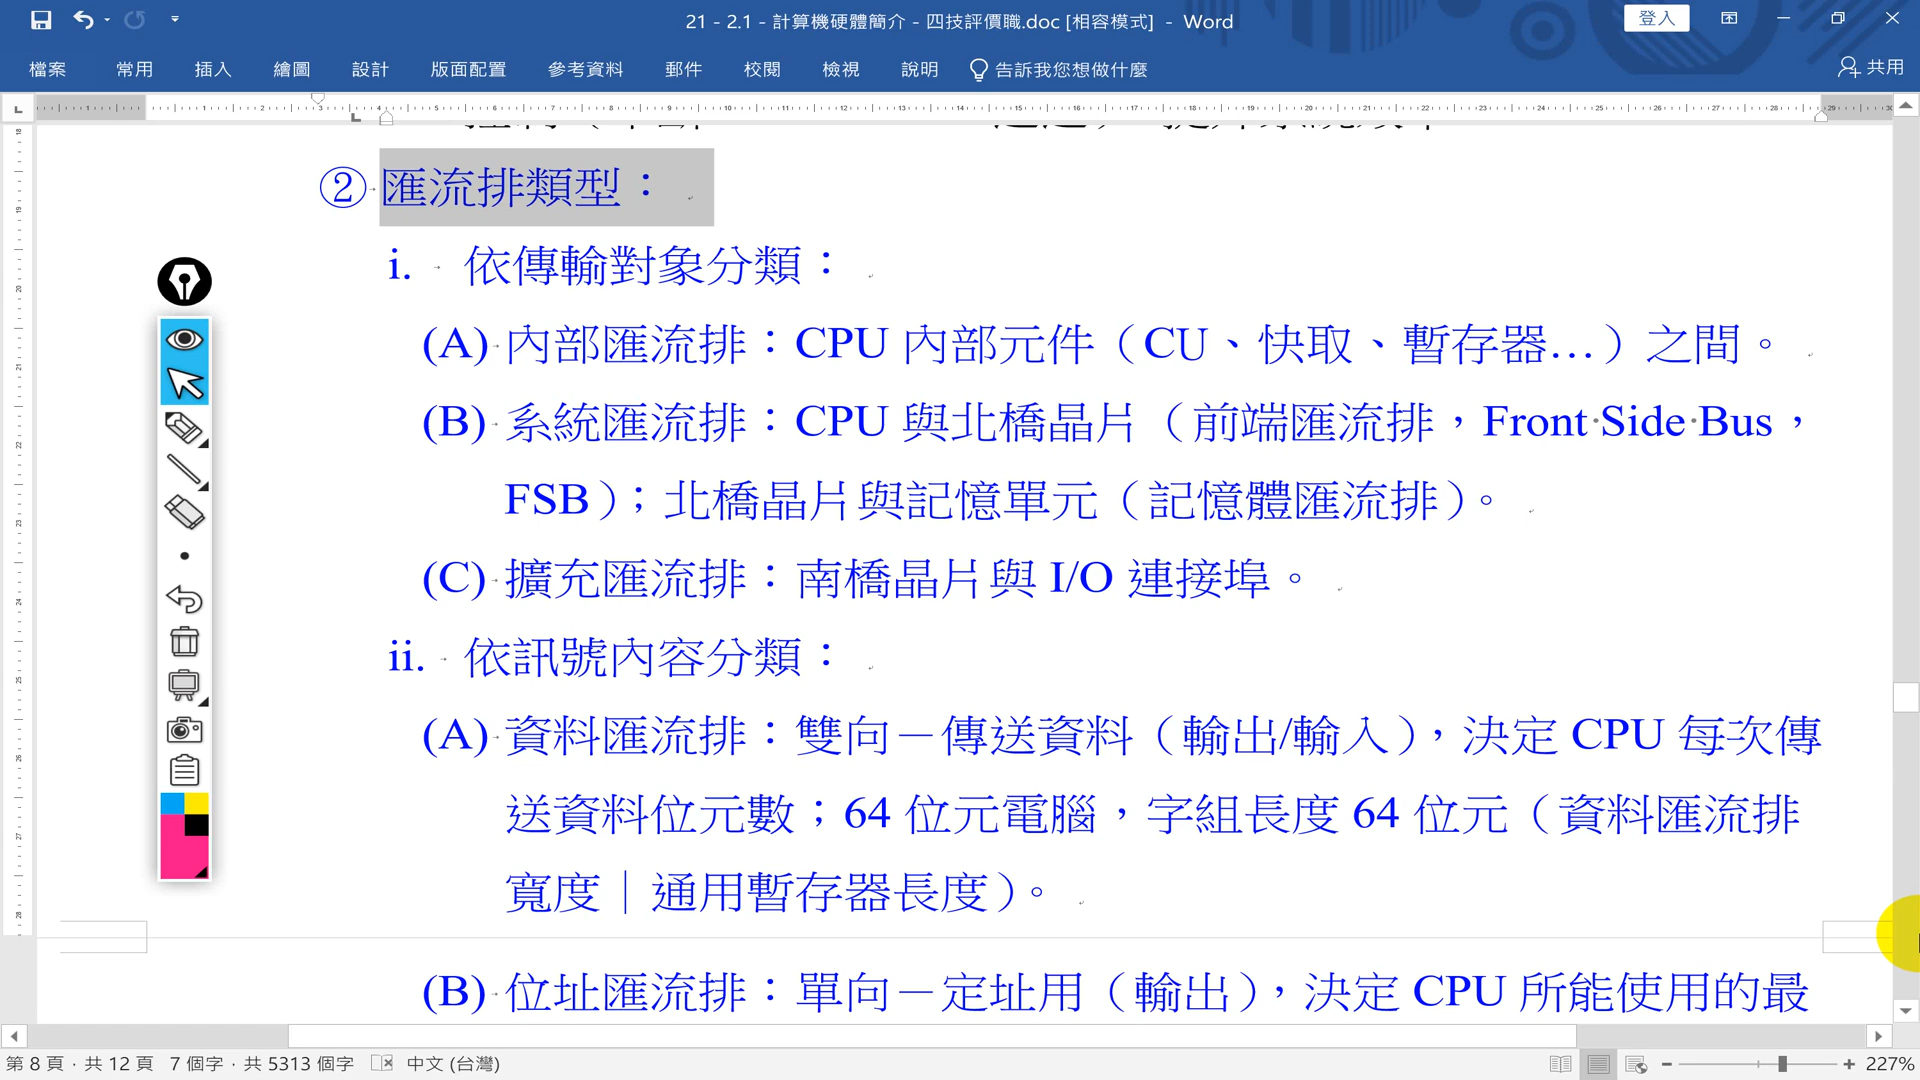 21 - 2.1 - 計算機硬體簡介 - 四技評價職.doc [相容模式] - Word
登入
檔案 常用 插入 繪圖 設計 版面配置 參考資料 郵件 校閱 檢視 說明 告訴我您想做什麼 共用
② 匯流排類型：
i. 依傳輸對象分類：
(A) 內部匯流排：CPU 內部元件（CU、快取、暫存器…）之間。
(B) 系統匯流排：CPU 與北橋晶片（前端匯流排，Front Side Bus，
FSB）；北橋晶片與記憶單元（記憶體匯流排）。
(C) 擴充匯流排：南橋晶片與 I/O 連接埠。
ii. 依訊號內容分類：
(A) 資料匯流排：雙向－傳送資料（輸出/輸入），決定 CPU 每次傳
送資料位元數；64 位元電腦，字組長度 64 位元（資料匯流排
寬度｜通用暫存器長度）。
(B) 位址匯流排：單向－定址用（輸出），決定 CPU 所能使用的最
第 8 頁，共 12 頁 7 個字，共 5313 個字 中文 (台灣) 227%